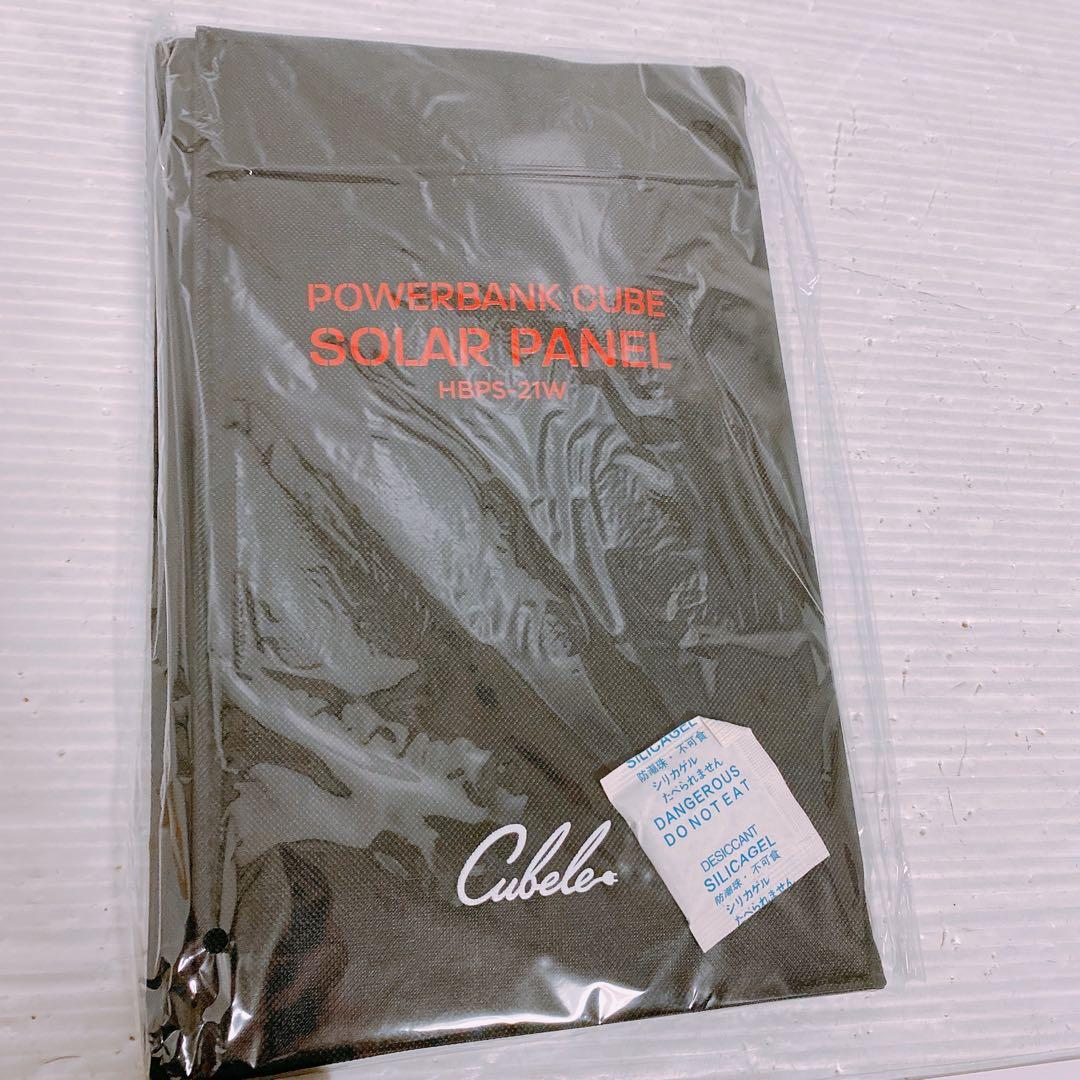 POWERBANK CUBE
SOLAR PANEL
HBPS-21W
Cubele
SILICAGEL
防潮珠・不可食
シリカゲル
たべられません
DANGEROUS
DO NOT EAT
DESICCANT
SILICAGEL
防潮珠・不可食
シリカゲル
たべられません